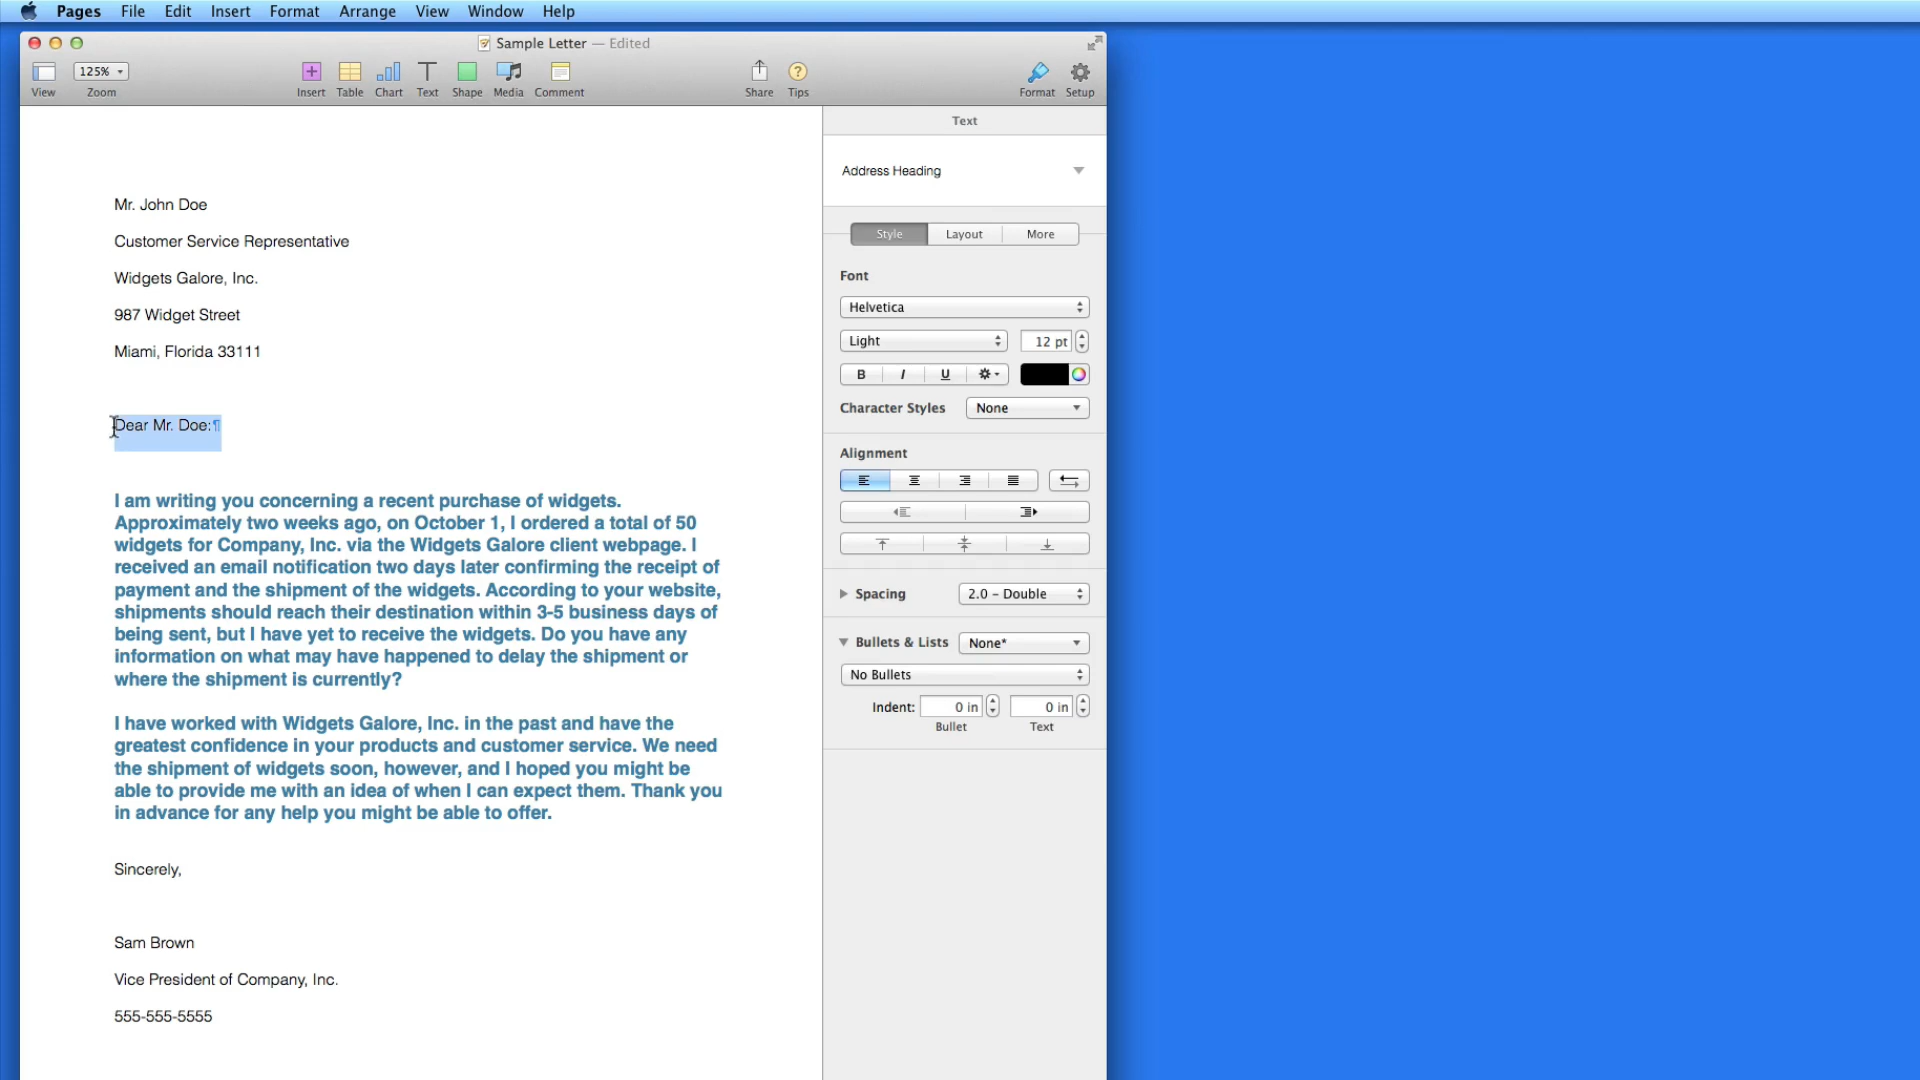 Pages File Edit Insert Format Arrange View Window Help
Sample Letter — Edited
125%
View Zoom Insert Table Chart Text Shape Media Comment Share Tips Format Setup
Text
Address Heading
Style Layout More
Font
Helvetica
Light 12 pt
B I U
Character Styles None
Alignment
Spacing 2.0 – Double
Bullets & Lists None*
No Bullets
Indent: 0 in 0 in
Bullet Text
Mr. John Doe
Customer Service Representative
Widgets Galore, Inc.
987 Widget Street
Miami, Florida 33111
Dear Mr. Doe:¶
I am writing you concerning a recent purchase of widgets.
Approximately two weeks ago, on October 1, I ordered a total of 50
widgets for Company, Inc. via the Widgets Galore client webpage. I
received an email notification two days later confirming the receipt of
payment and the shipment of the widgets. According to your website,
shipments should reach their destination within 3-5 business days of
being sent, but I have yet to receive the widgets. Do you have any
information on what may have happened to delay the shipment or
where the shipment is currently?
I have worked with Widgets Galore, Inc. in the past and have the
greatest confidence in your products and customer service. We need
the shipment of widgets soon, however, and I hoped you might be
able to provide me with an idea of when I can expect them. Thank you
in advance for any help you might be able to offer.
Sincerely,
Sam Brown
Vice President of Company, Inc.
555-555-5555